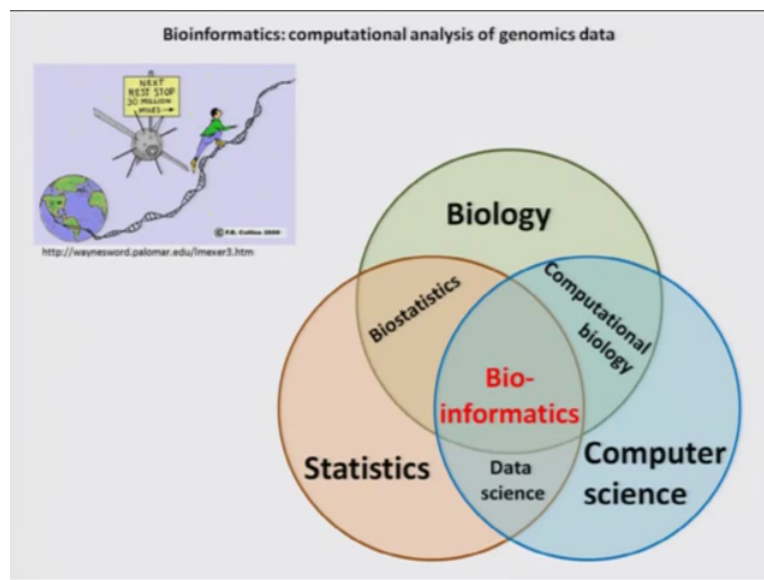 Bioinformatics: computational analysis of genomics data
NEXT
REST STOP
30 MILLION
MILES
http://waynesword.palomar.edu/lmexer3.htm
Biology
Biostatistics
Computational
biology
Bio-
informatics
Statistics
Data
science
Computer
science